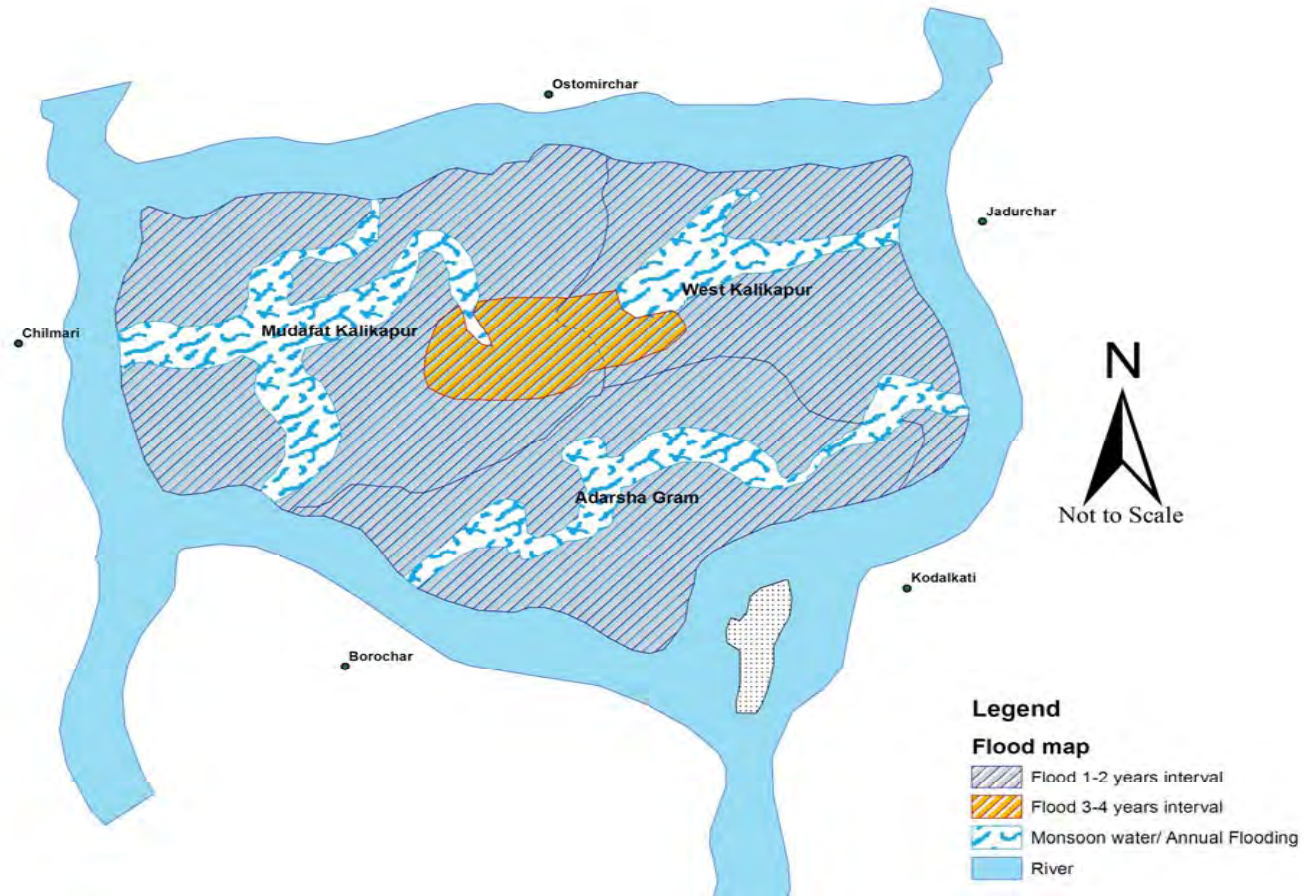 Ostomirchar
Jadurchar
West Kalikapur
Mudafat Kalikapur
Chilmari
N
Adarsha Gram
Not to Scale
Kodalkati
Borochar
Legend
Flood map
Flood 1-2 years interval
Flood 3-4 years interval
Monsoon water/ Annual Flooding
River